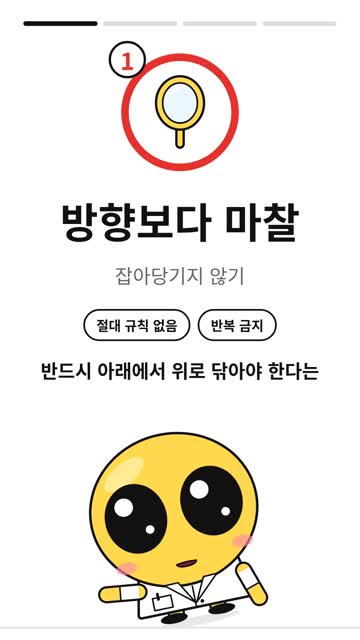 1
방향보다 마찰
잡아당기지 않기
절대 규칙 없음
반복 금지
반드시 아래에서 위로 닦아야 한다는